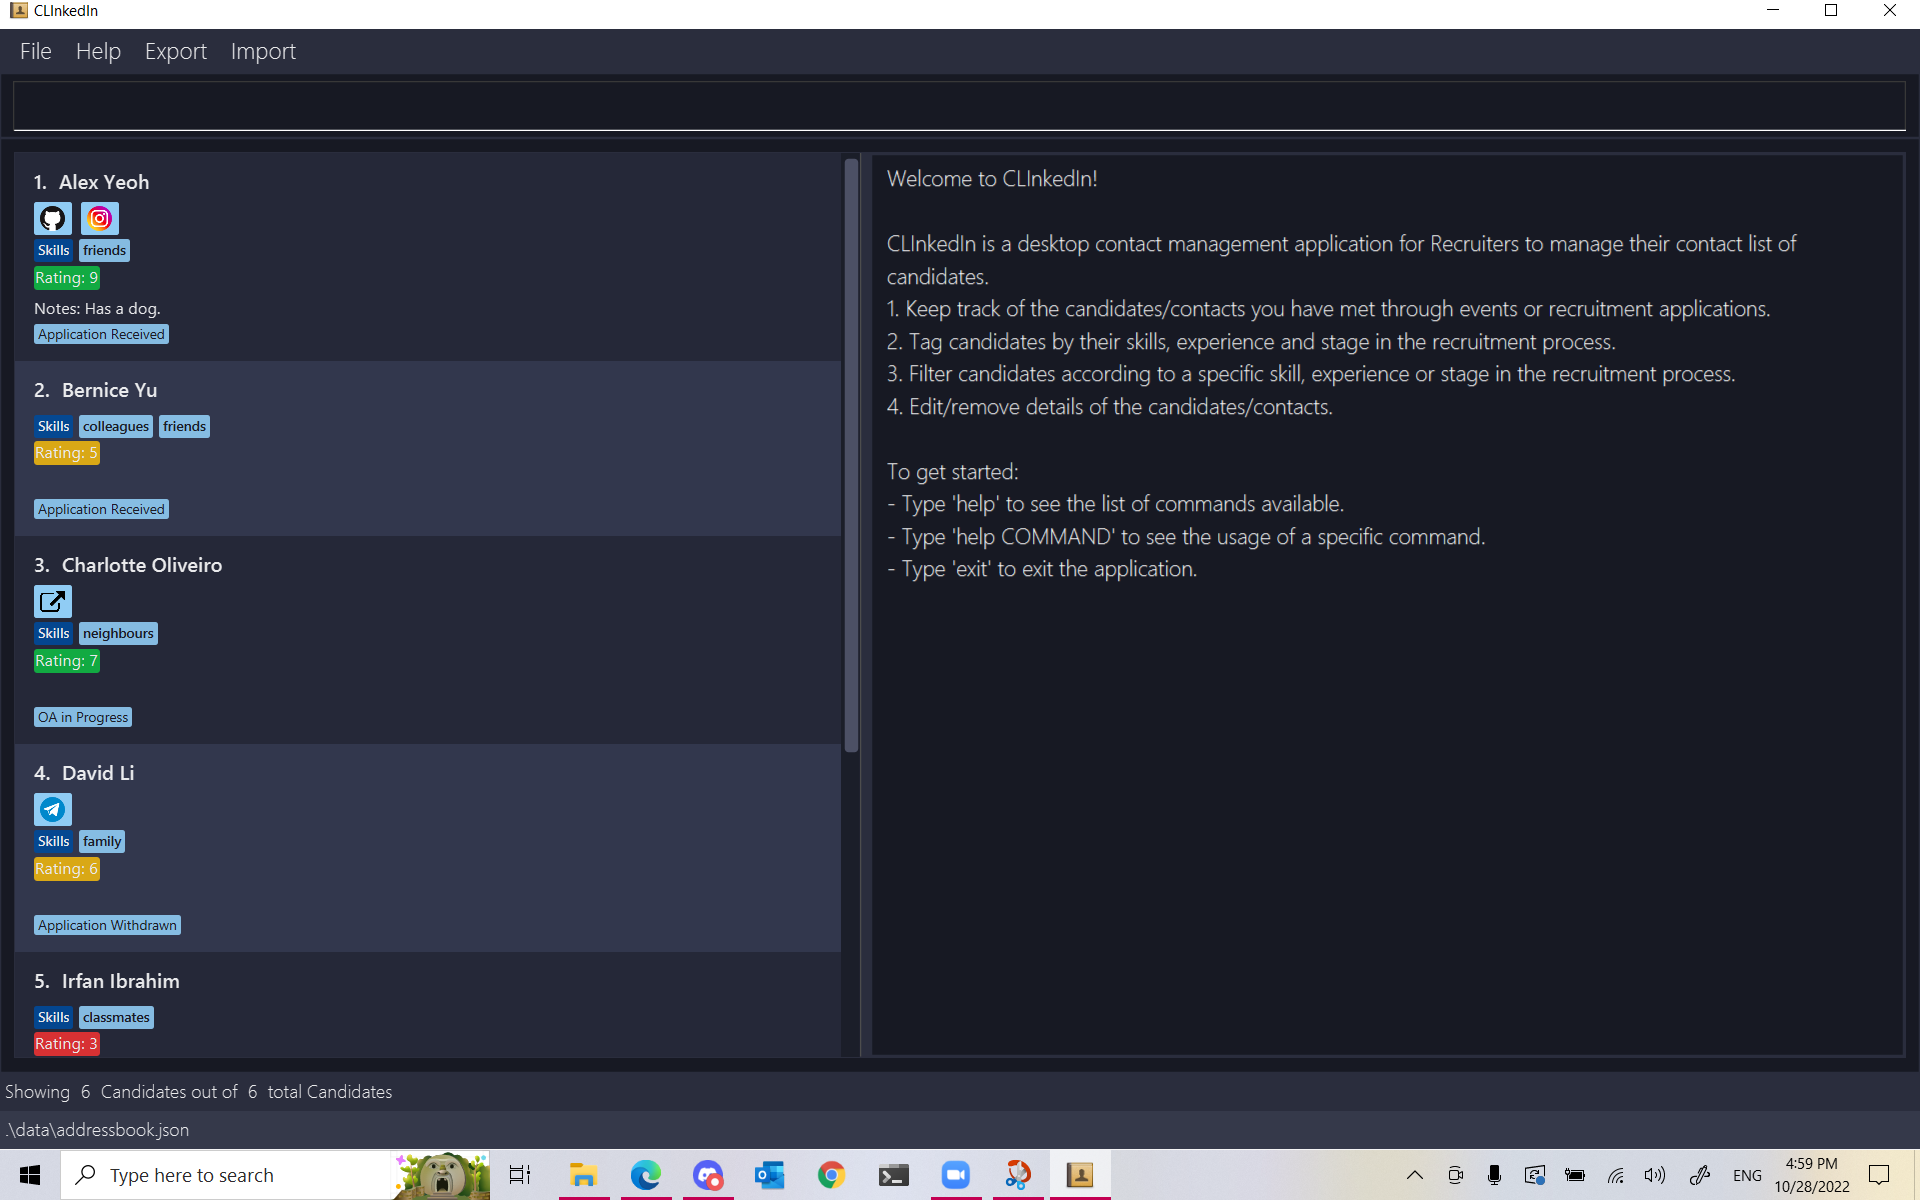 CLInkedIn
File Help Export Import
1. Alex Yeoh
Skills friends
Rating: 9
Notes: Has a dog.
Application Received
2. Bernice Yu
Skills colleagues friends
Rating: 5
Application Received
3. Charlotte Oliveiro
Skills neighbours
Rating: 7
OA in Progress
4. David Li
Skills family
Rating: 6
Application Withdrawn
5. Irfan Ibrahim
Skills classmates
Rating: 3
Welcome to CLInkedIn!
CLInkedIn is a desktop contact management application for Recruiters to manage their contact list of
candidates.
1. Keep track of the candidates/contacts you have met through events or recruitment applications.
2. Tag candidates by their skills, experience and stage in the recruitment process.
3. Filter candidates according to a specific skill, experience or stage in the recruitment process.
4. Edit/remove details of the candidates/contacts.
To get started:
- Type 'help' to see the list of commands available.
- Type 'help COMMAND' to see the usage of a specific command.
- Type 'exit' to exit the application.
Showing 6 Candidates out of 6 total Candidates
.\data\addressbook.json
Type here to search
ENG
4:59 PM
10/28/2022